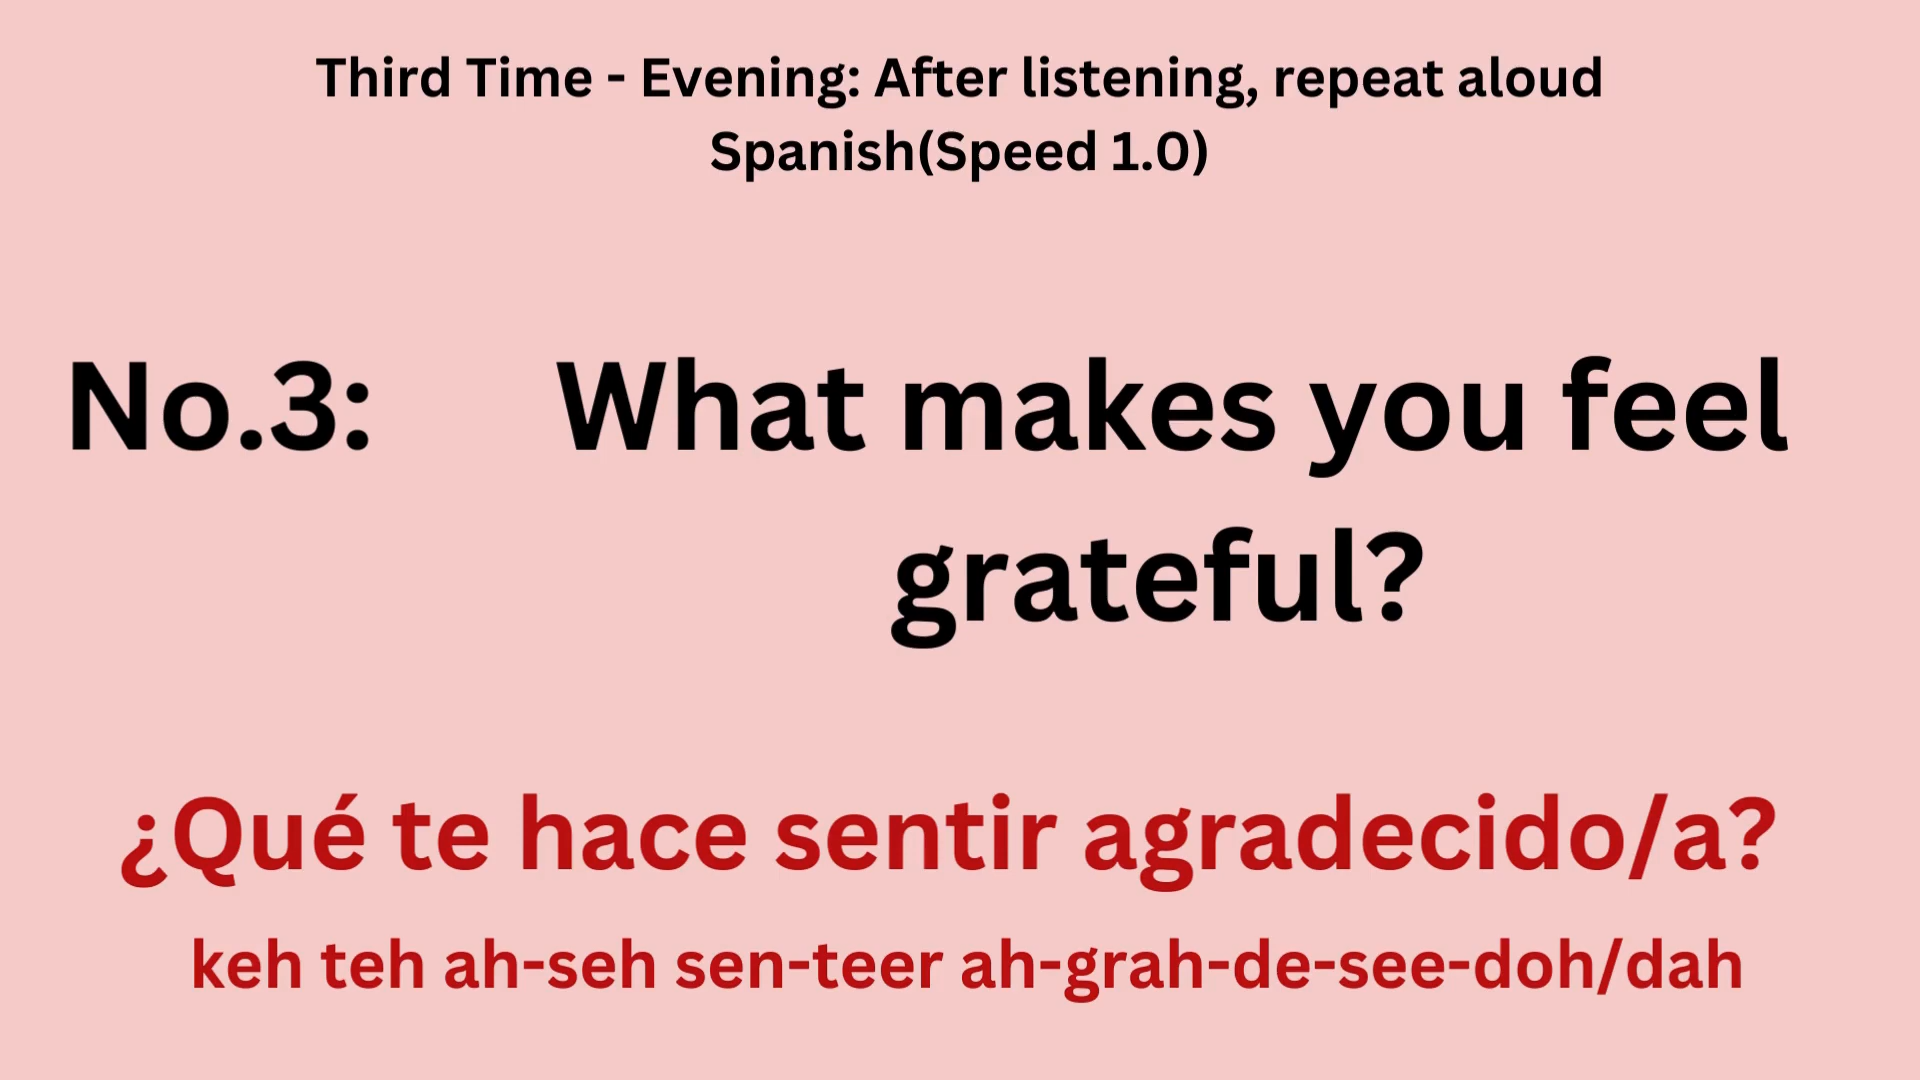 Third Time - Evening: After listening, repeat aloud
Spanish(Speed 1.0)
No.3: What makes you feel
grateful?
¿Qué te hace sentir agradecido/a?
keh teh ah-seh sen-teer ah-grah-de-see-doh/dah